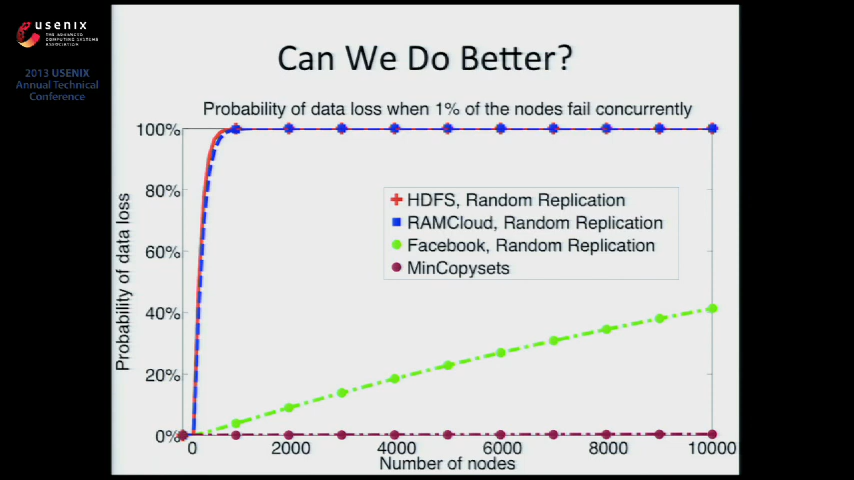 usenix
THE ADVANCED
COMPUTING SYSTEMS
ASSOCIATION
2013 USENIX
Annual Technical
Conference
Can We Do Better?
Probability of data loss when 1% of the nodes fail concurrently
100%
80%
60%
40%
20%
0%
Probability of data loss
HDFS, Random Replication
RAMCloud, Random Replication
Facebook, Random Replication
MinCopysets
0 2000 4000 6000 8000 10000
Number of nodes